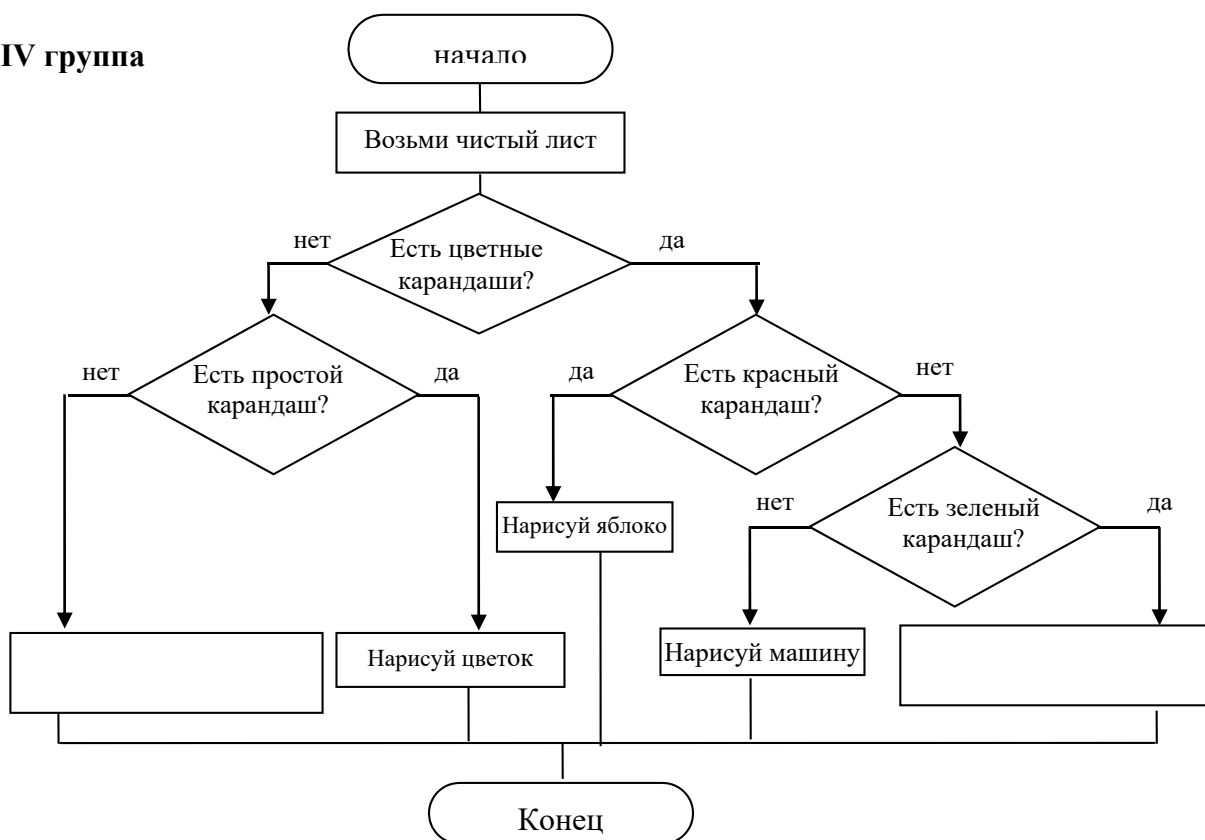 IV группа
начало
Возьми чистый лист
нет
да
Есть цветные
карандаши?
нет
Есть простой
карандаш?
да
да
Есть красный
карандаш?
нет
нет
Есть зеленый
карандаш?
да
Нарисуй яблоко
Нарисуй цветок
Нарисуй машину
Конец